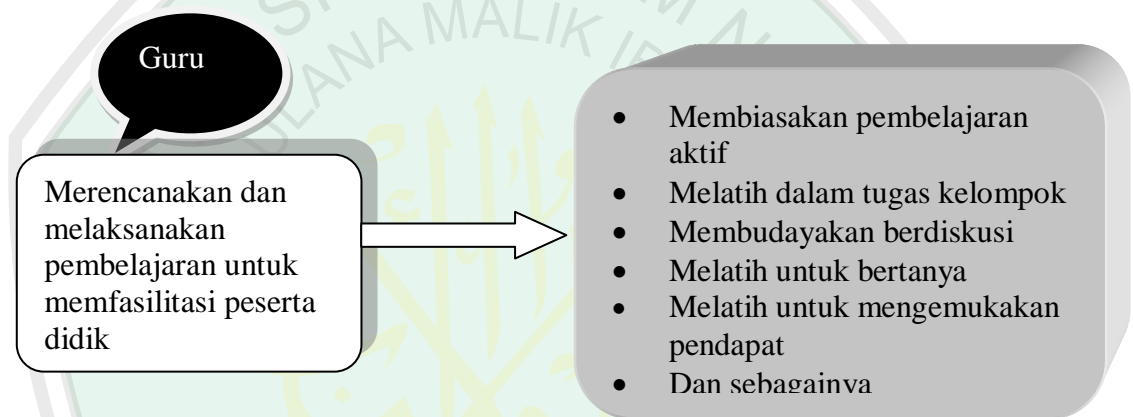 MALIK
Guru
Merencanakan dan
melaksanakan
pembelajaran untuk
memfasilitasi peserta
didik
• Membiasakan pembelajaran
aktif
• Melatih dalam tugas kelompok
• Membudayakan berdiskusi
• Melatih untuk bertanya
• Melatih untuk mengemukakan
pendapat
• Dan sebagainya